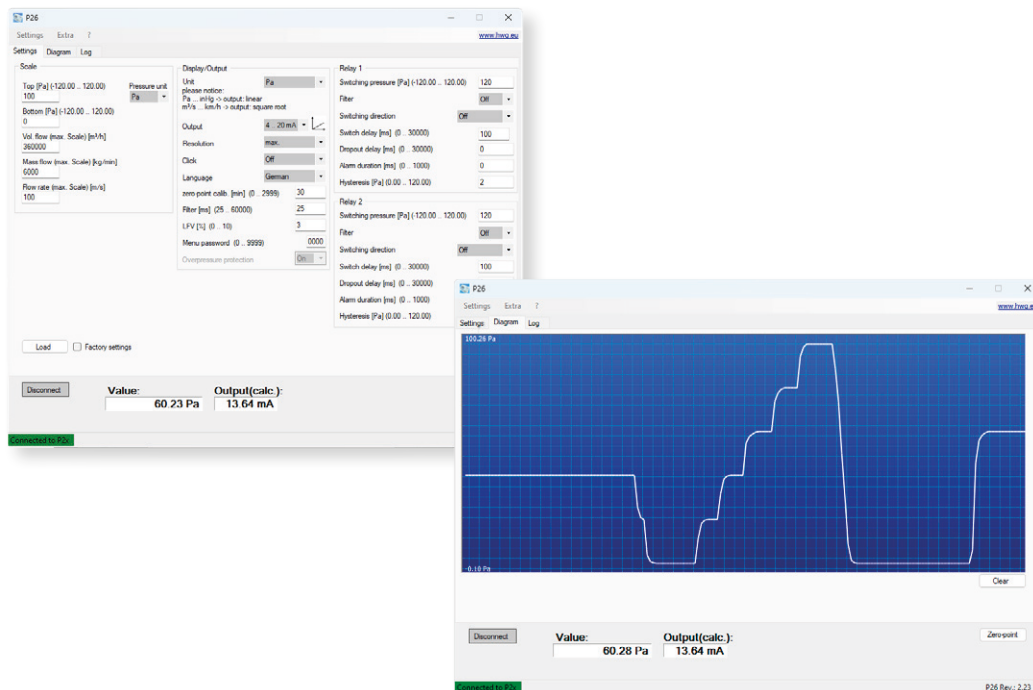 P26
Settings Extra ?
www.hwg.eu
Settings Diagram Log
Scale
Top [Pa] (-120.00 .. 120.00) Pressure unit
100 Pa
Bottom [Pa] (-120.00 .. 120.00)
0
Vol. flow (max. Scale) [m³/h]
360000
Mass flow (max. Scale) [kg/min]
6000
Flow rate (max. Scale) [m/s]
100
Display/Output
Unit Pa
please notice:
Pa ... inHg -> output: linear
m³/s ... km/h -> output: square root
Output 4 .. 20 mA
Resolution max.
Click Off
Language German
zero-point calib. [min] (0 .. 2999) 30
Filter [ms] (25 .. 60000) 25
LFV [%] (0 .. 10) 3
Menu password (0 .. 9999) 0000
Overpressure protection On
Relay 1
Switching pressure [Pa] (-120.00 .. 120.00) 120
Filter Off
Switching direction Off
Switch delay [ms] (0 .. 30000) 100
Dropout delay [ms] (0 .. 30000) 0
Alarm duration [ms] (0 .. 1000) 0
Hysteresis [Pa] (0.00 .. 120.00) 2
Relay 2
Switching pressure [Pa] (-120.00 .. 120.00) 120
Filter Off
Switching direction Off
Switch delay [ms] (0 .. 30000) 100
Dropout delay [ms] (0 .. 30000)
Alarm duration [ms] (0 .. 1000)
Hysteresis [Pa] (0.00 .. 120.00)
Load Factory settings
Disconnect
Value: Output(calc.):
60.23 Pa 13.64 mA
Connected to P2x
P26
Settings Extra ?
www.hwg.e
Settings Diagram Log
100.26 Pa
-0.10 Pa
Clear
Disconnect
Value: Output(calc.):
60.28 Pa 13.64 mA
Zero-point
Connected to P2x
P26 Rev.: 2.23